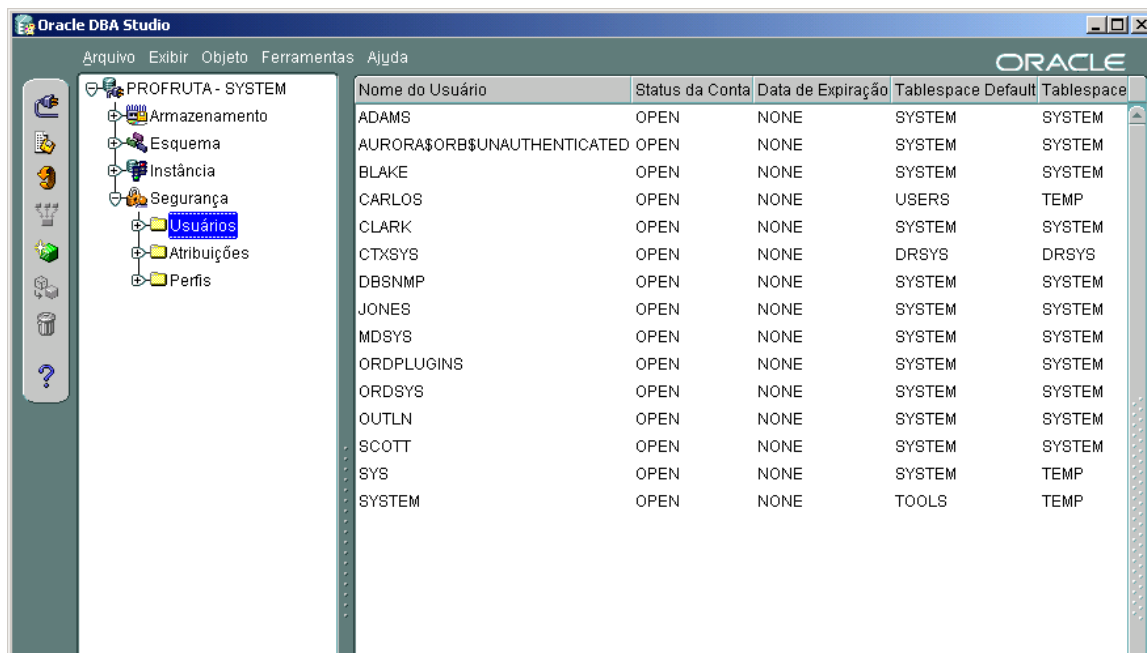 Oracle DBA Studio
Arquivo Exibir Objeto Ferramentas Ajuda
ORACLE
PROFRUTA - SYSTEM
Armazenamento
Esquema
Instância
Segurança
Usuários
Atribuições
Perfis
Nome do Usuário Status da Conta Data de Expiração Tablespace Default Tablespace
ADAMS OPEN NONE SYSTEM SYSTEM
AURORA$ORB$UNAUTHENTICATED OPEN NONE SYSTEM SYSTEM
BLAKE OPEN NONE SYSTEM SYSTEM
CARLOS OPEN NONE USERS TEMP
CLARK OPEN NONE SYSTEM SYSTEM
CTXSYS OPEN NONE DRSYS DRSYS
DBSNMP OPEN NONE SYSTEM SYSTEM
JONES OPEN NONE SYSTEM SYSTEM
MDSYS OPEN NONE SYSTEM SYSTEM
ORDPLUGINS OPEN NONE SYSTEM SYSTEM
ORDSYS OPEN NONE SYSTEM SYSTEM
OUTLN OPEN NONE SYSTEM SYSTEM
SCOTT OPEN NONE SYSTEM SYSTEM
SYS OPEN NONE SYSTEM TEMP
SYSTEM OPEN NONE TOOLS TEMP